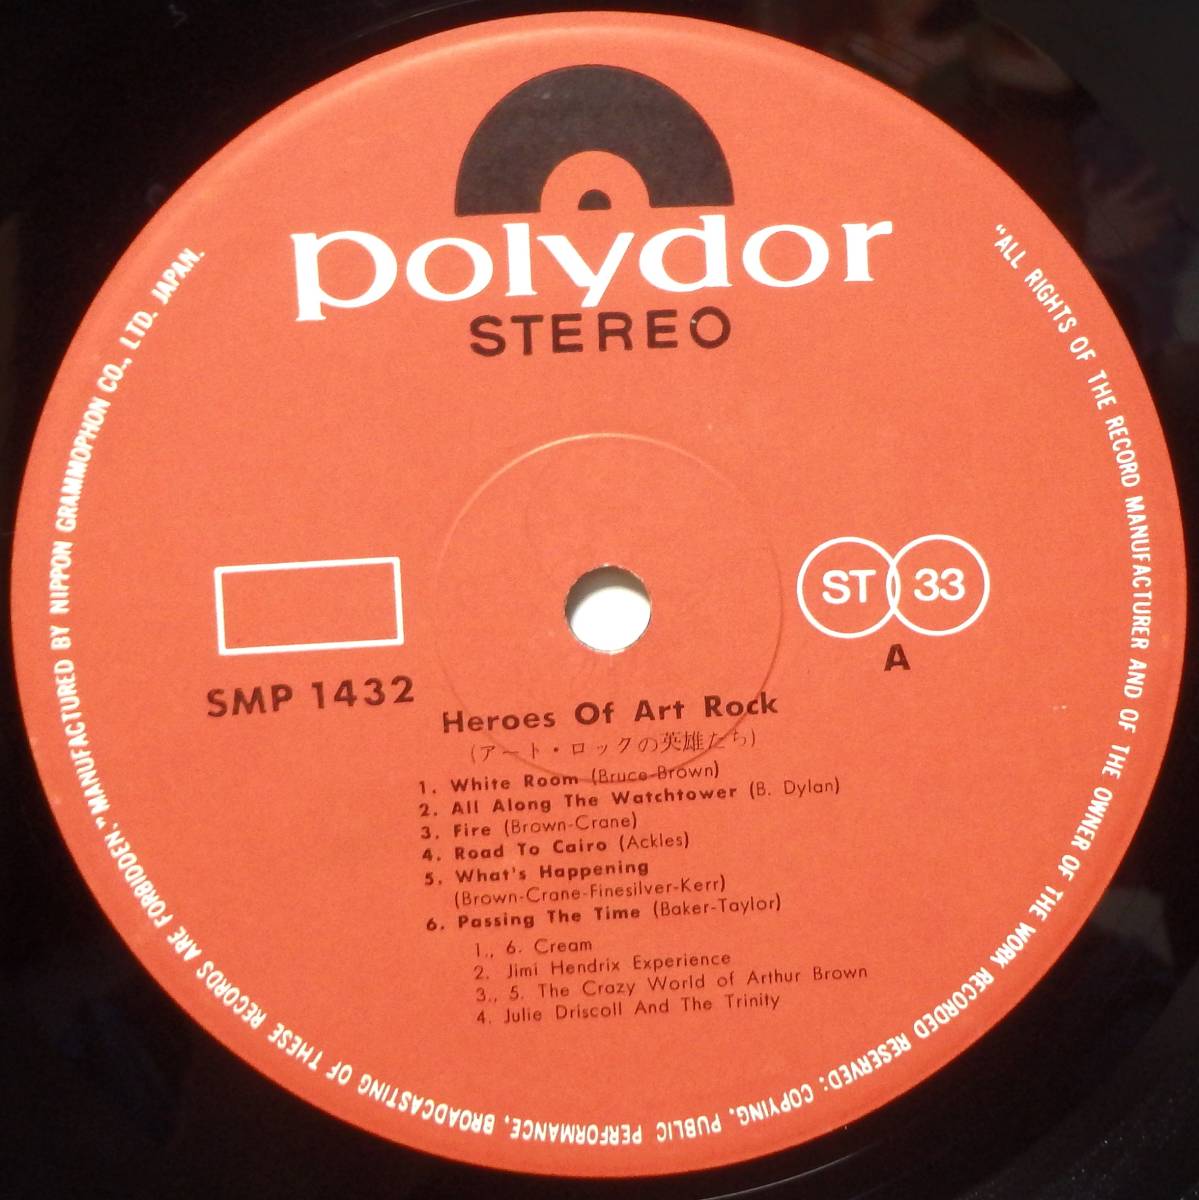 polydor
STEREO
"ALL RIGHTS OF THE RECORD MANUFACTURER AND OF THE OWNER OF THE WORK RECORDED RESERVED: COPYING, PUBLIC PERFORMANCE, BROADCASTING OF THESE RECORDS ARE FORBIDDEN."MANUFACTURED BY NIPPON GRAMMOPHON CO., LTD. JAPAN.
ST 33
A
SMP 1432
Heroes Of Art Rock
(アート・ロックの英雄たち)
1. White Room (Bruce-Brown)
2. All Along The Watchtower (B. Dylan)
3. Fire (Brown-Crane)
4. Road To Cairo (Ackles)
5. What's Happening
(Brown-Crane-Finesilver-Kerr)
6. Passing The Time (Baker-Taylor)
1., 6. Cream
2. Jimi Hendrix Experience
3., 5. The Crazy World of Arthur Brown
4. Julie Driscoll And The Trinity